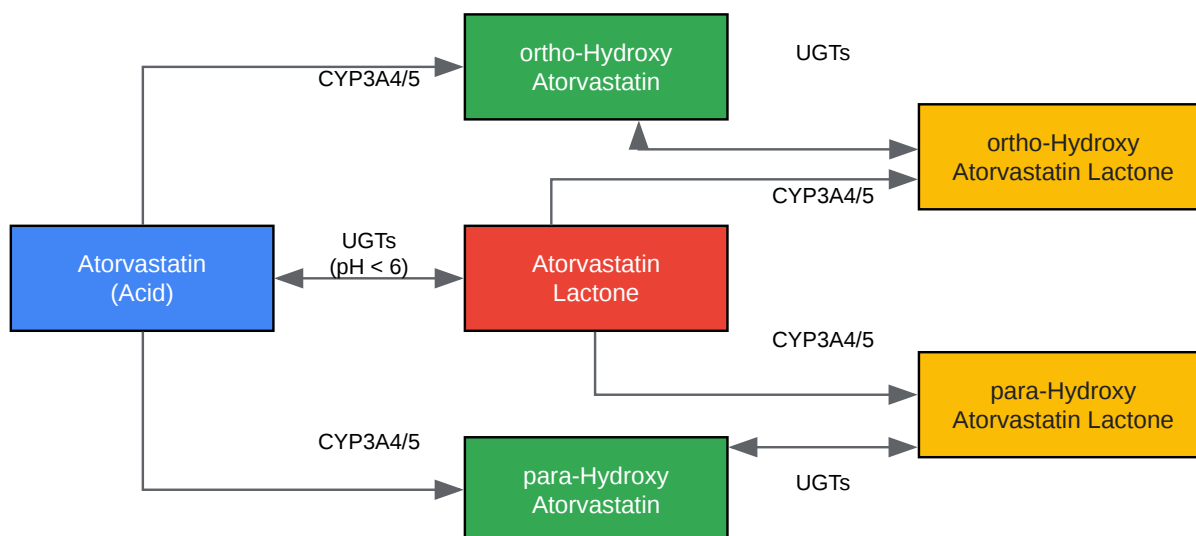 ortho-Hydroxy
Atorvastatin
UGTs
CYP3A4/5
ortho-Hydroxy
Atorvastatin Lactone
CYP3A4/5
Atorvastatin
(Acid)
UGTs
(pH < 6)
Atorvastatin
Lactone
CYP3A4/5
para-Hydroxy
Atorvastatin Lactone
CYP3A4/5
para-Hydroxy
Atorvastatin
UGTs